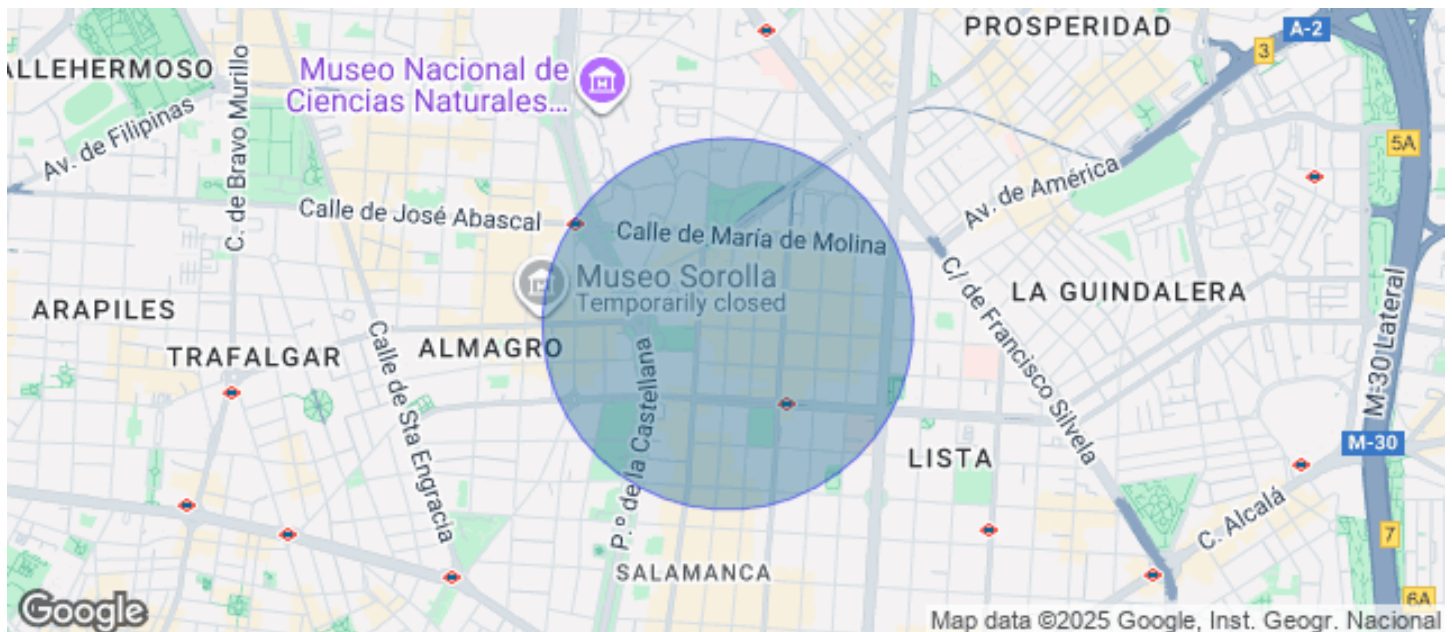 PROSPERIDAD
A-2
3
ALLEHERMOSO
Museo Nacional de
Ciencias Naturales...
Av. de Filipinas
C. de Bravo Murillo
5A
Av. de América
Calle de José Abascal
Calle de María de Molina
Museo Sorolla
Temporarily closed
C/ de Francisco Silvela
LA GUINDALERA
M-30 Lateral
ARAPILES
TRAFALGAR
ALMAGRO
Calle de Sta Engracia
P.º de la Castellana
LISTA
M-30
C. Alcalá
7
SALAMANCA
6A
Google
Map data ©2025 Google, Inst. Geogr. Nacional